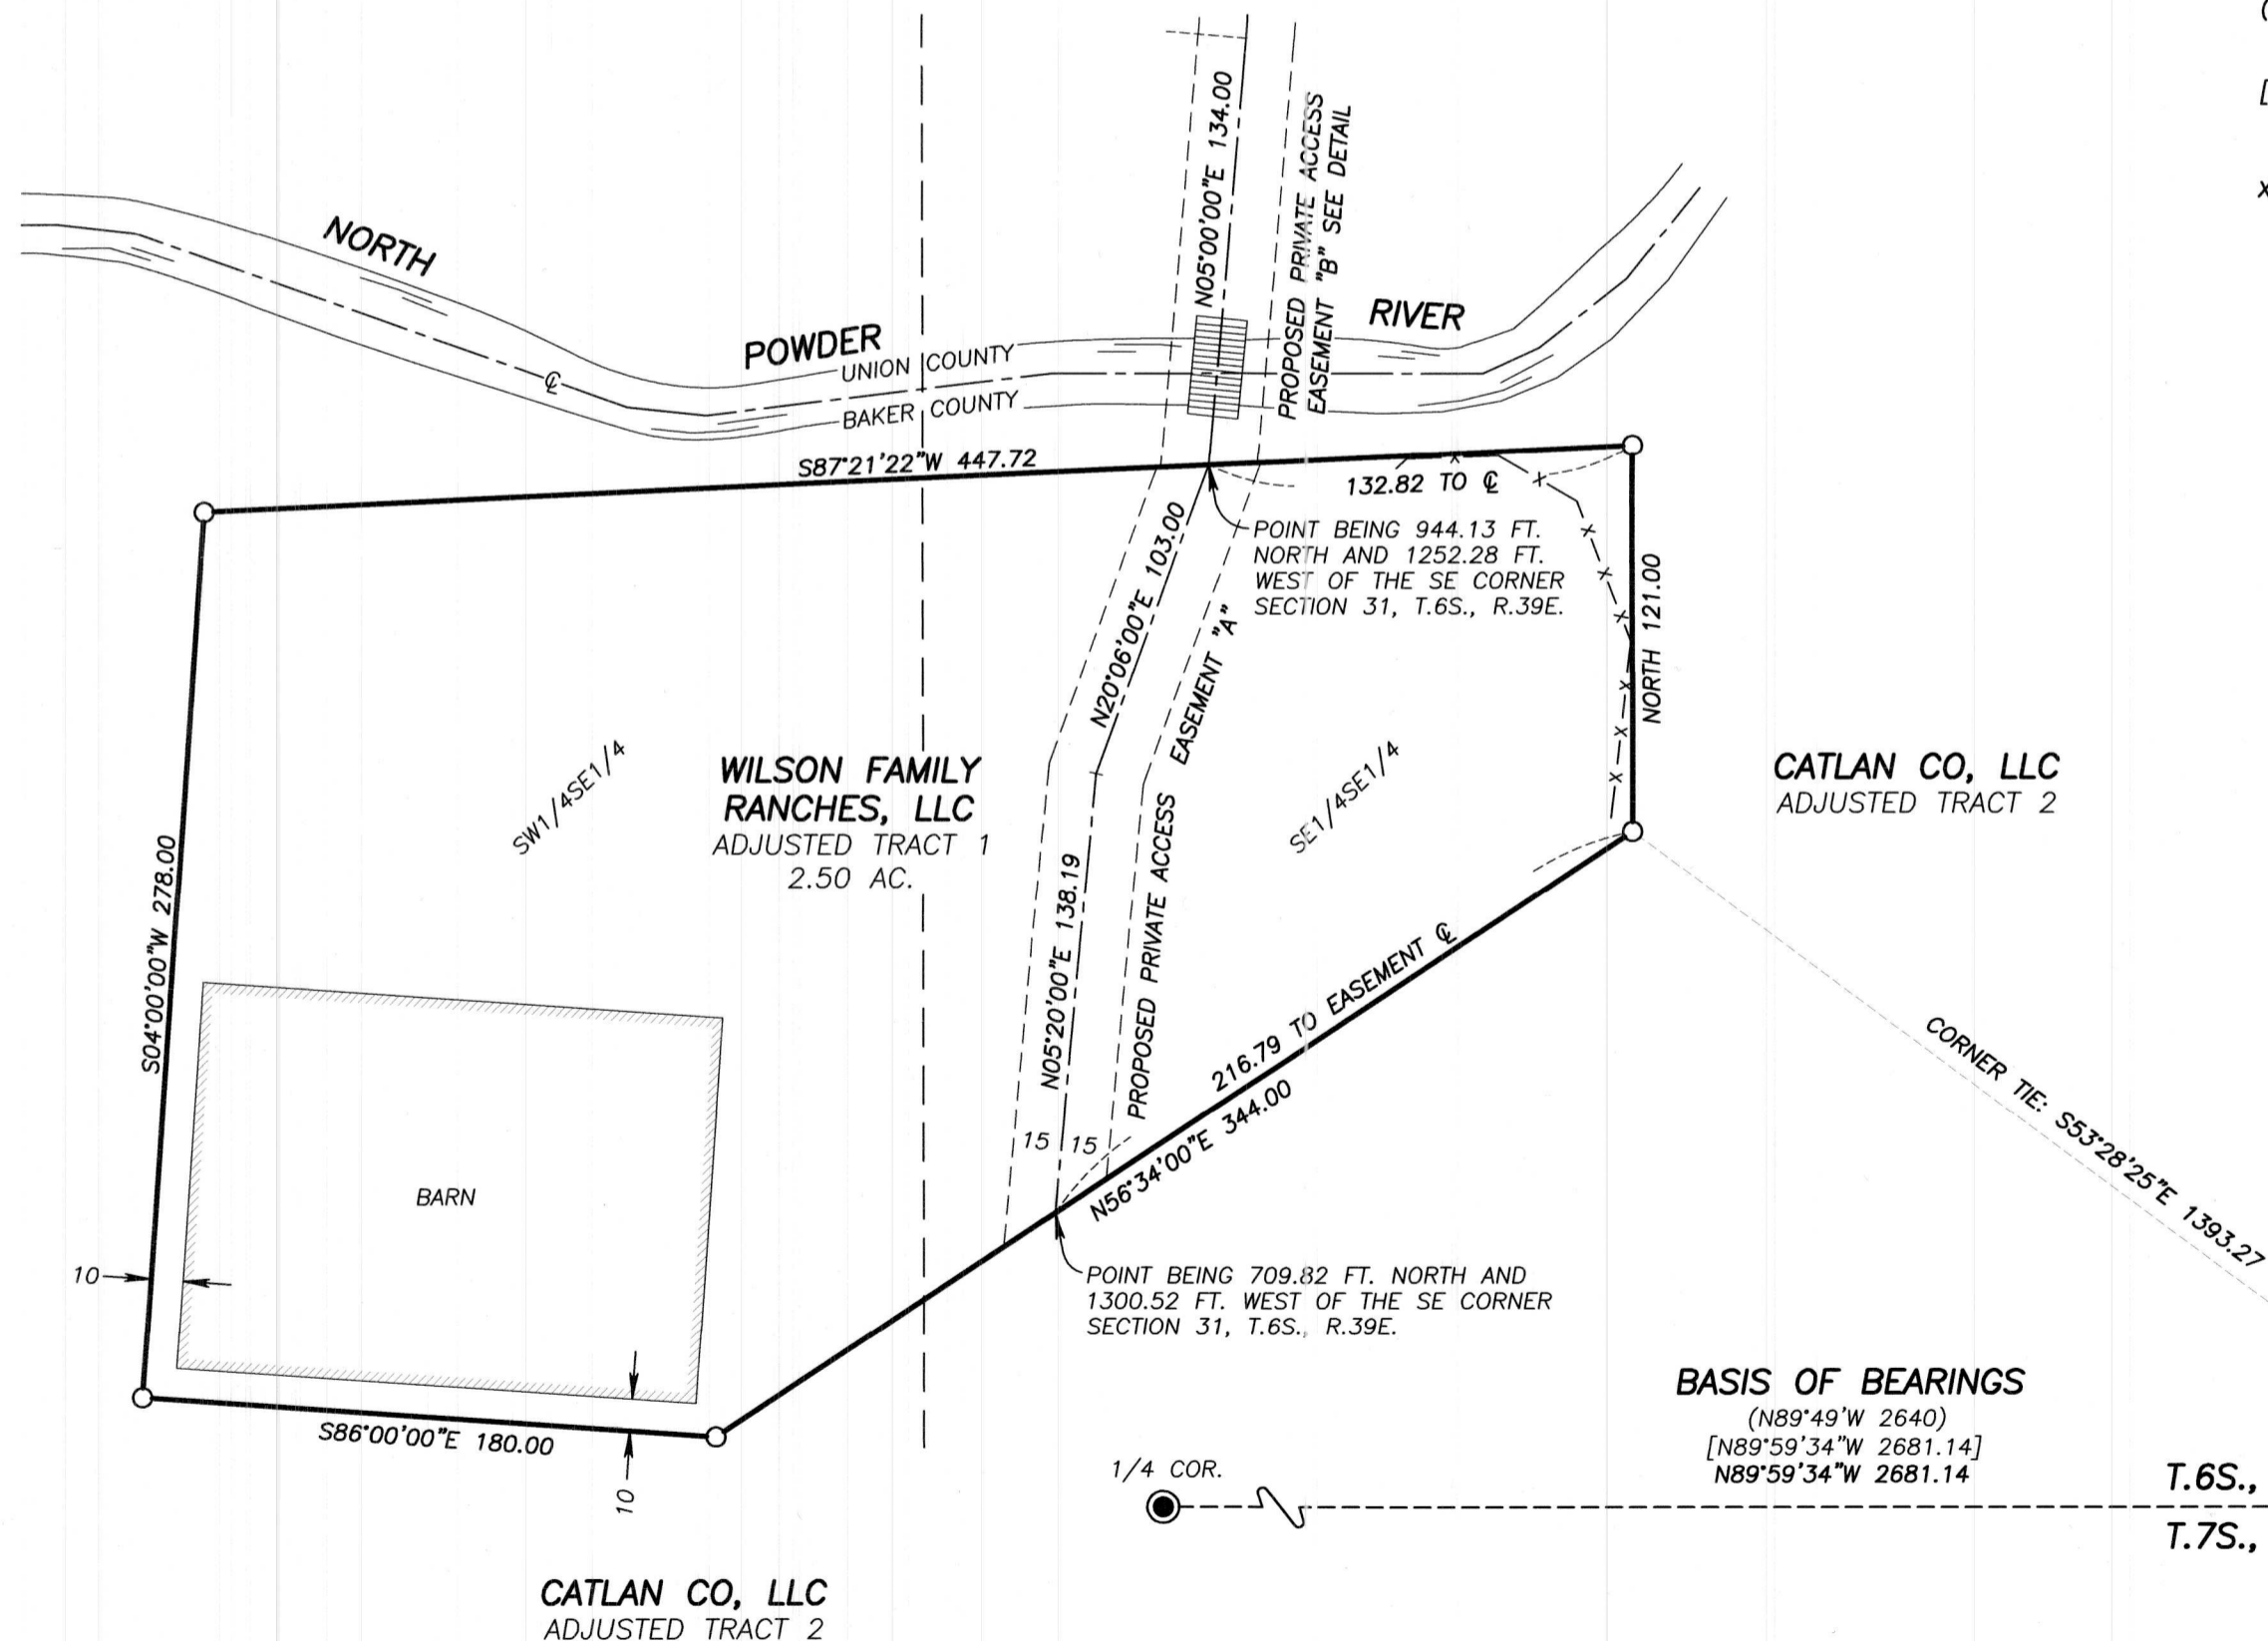 N05°00'00"E 134.00
PROPOSED PRIVATE ACCESS
EASEMENT "B" SEE DETAIL
NORTH
POWDER
RIVER
UNION COUNTY
BAKER COUNTY
℄
S87°21'22"W 447.72
132.82 TO ℄
POINT BEING 944.13 FT.
NORTH AND 1252.28 FT.
WEST OF THE SE CORNER
SECTION 31, T.6S., R.39E.
N20°06'00"E 103.00
EASEMENT "A"
NORTH 121.00
SW1/4SE1/4
WILSON FAMILY
RANCHES, LLC
ADJUSTED TRACT 1
2.50 AC.
SE1/4SE1/4
CATLAN CO, LLC
ADJUSTED TRACT 2
S04°00'00"W 278.00
N05°20'00"E 138.19
PROPOSED PRIVATE ACCESS
216.79 TO EASEMENT ℄
N56°34'00"E 344.00
15
15
CORNER TIE: S53°28'25"E 1393.27
BARN
10
POINT BEING 709.82 FT. NORTH AND
1300.52 FT. WEST OF THE SE CORNER
SECTION 31, T.6S., R.39E.
S86°00'00"E 180.00
10
BASIS OF BEARINGS
(N89°49'W 2640)
[N89°59'34"W 2681.14]
N89°59'34"W 2681.14
1/4 COR.
T.6S.,
T.7S.,
CATLAN CO, LLC
ADJUSTED TRACT 2